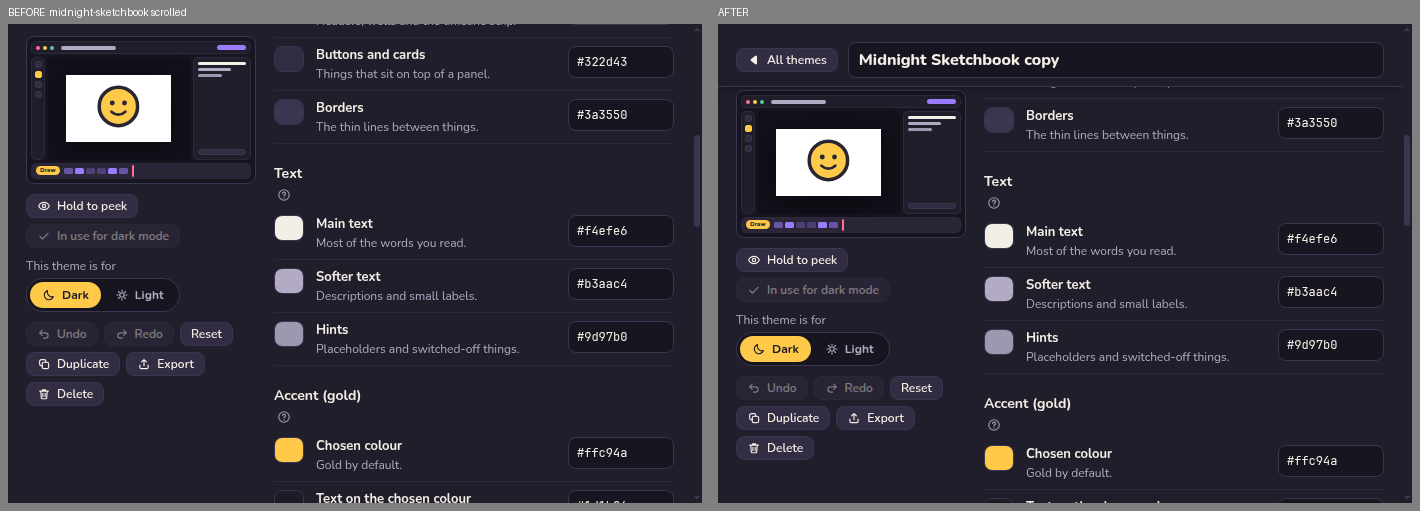 BEFORE midnight-sketchbook scrolled
Buttons and cards
Things that sit on top of a panel.
#322d43
Borders
The thin lines between things.
#3a3550
Draw
Hold to peek
In use for dark mode
This theme is for
Dark
Light
Undo
Redo
Reset
Duplicate
Export
Delete
Text
Main text
Most of the words you read.
#f4efe6
Softer text
Descriptions and small labels.
#b3aac4
Hints
Placeholders and switched-off things.
#9d97b0
Accent (gold)
Chosen colour
Gold by default.
#ffc94a
Text on the chosen colour
AFTER
All themes
Midnight Sketchbook copy
Borders
The thin lines between things.
#3a3550
Draw
Hold to peek
In use for dark mode
This theme is for
Dark
Light
Undo
Redo
Reset
Duplicate
Export
Delete
Text
Main text
Most of the words you read.
#f4efe6
Softer text
Descriptions and small labels.
#b3aac4
Hints
Placeholders and switched-off things.
#9d97b0
Accent (gold)
Chosen colour
Gold by default.
#ffc94a